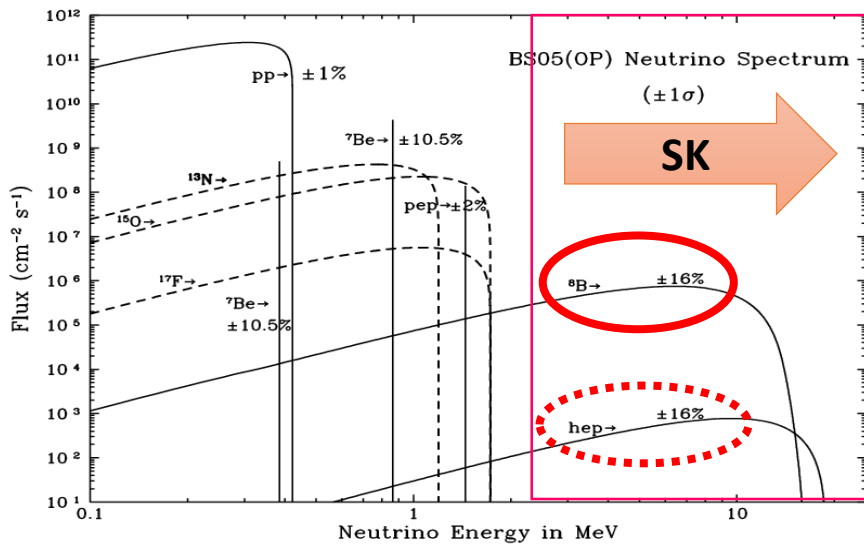 10¹²
10¹¹
10¹⁰
10⁹
10⁸
10⁷
10⁶
10⁵
10⁴
10³
10²
10¹
Flux (cm⁻² s⁻¹)
BS05(OP) Neutrino Spectrum
(±1σ)
pp→ ±1%
SK
⁷Be→ ±10.5%
¹³N→
pep→±2%
¹⁵O→
¹⁷F→
⁷Be→
±10.5%
⁸B→ ±16%
hep→ ±16%
0.1 1 10
Neutrino Energy in MeV